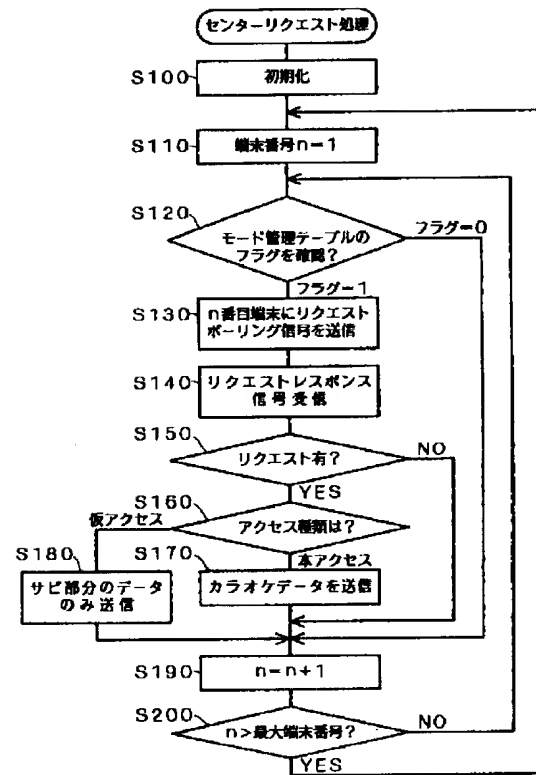 センターリクエスト処理
S100
初期化
S110
端末番号n=1
S120
モード管理テーブルの
フラグを確認?
フラグ=0
フラグ=1
S130
n番目端末にリクエスト
ポーリング信号を送信
S140
リクエストレスポンス
信号受信
S150
リクエスト有?
NO
YES
S160
アクセス種類は?
仮アクセス
本アクセス
S180
サビ部分のデータ
のみ送信
S170
カラオケデータを送信
S190
n=n+1
S200
n>最大端末番号?
NO
YES